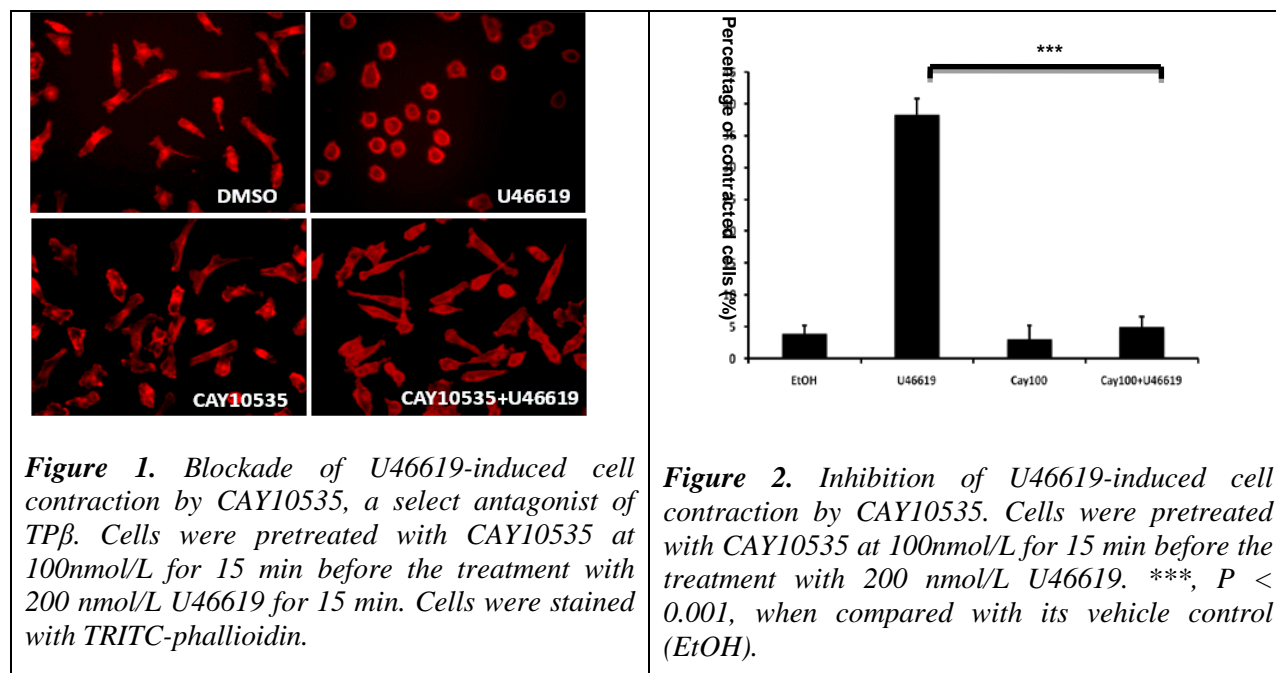 DMSO
U46619
CAY10535
CAY10535+U46619
Figure 1. Blockade of U46619-induced cell
contraction by CAY10535, a select antagonist of
TPβ. Cells were pretreated with CAY10535 at
100nmol/L for 15 min before the treatment with
200 nmol/L U46619 for 15 min. Cells were stained
with TRITC-phallioidin.
Percentage of contracted cells (%)
***
5
0
EtOH
U46619
Cay100
Cay100+U46619
Figure 2. Inhibition of U46619-induced cell
contraction by CAY10535. Cells were pretreated
with CAY10535 at 100nmol/L for 15 min before the
treatment with 200 nmol/L U46619. ***, P <
0.001, when compared with its vehicle control
(EtOH).